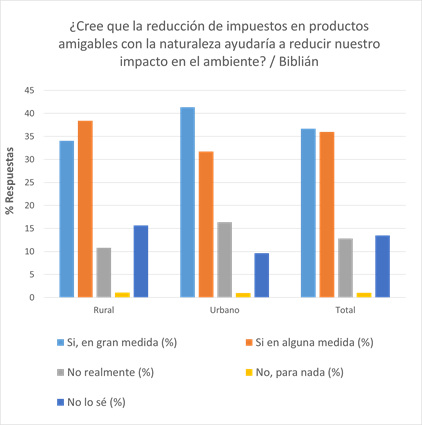 ¿Cree que la reducción de impuestos en productos
amigables con la naturaleza ayudaría a reducir nuestro
impacto en el ambiente? / Biblián
% Respuestas
45
40
35
30
25
20
15
10
5
0
Rural Urbano Total
Si, en gran medida (%) Si en alguna medida (%)
No realmente (%) No, para nada (%)
No lo sé (%)